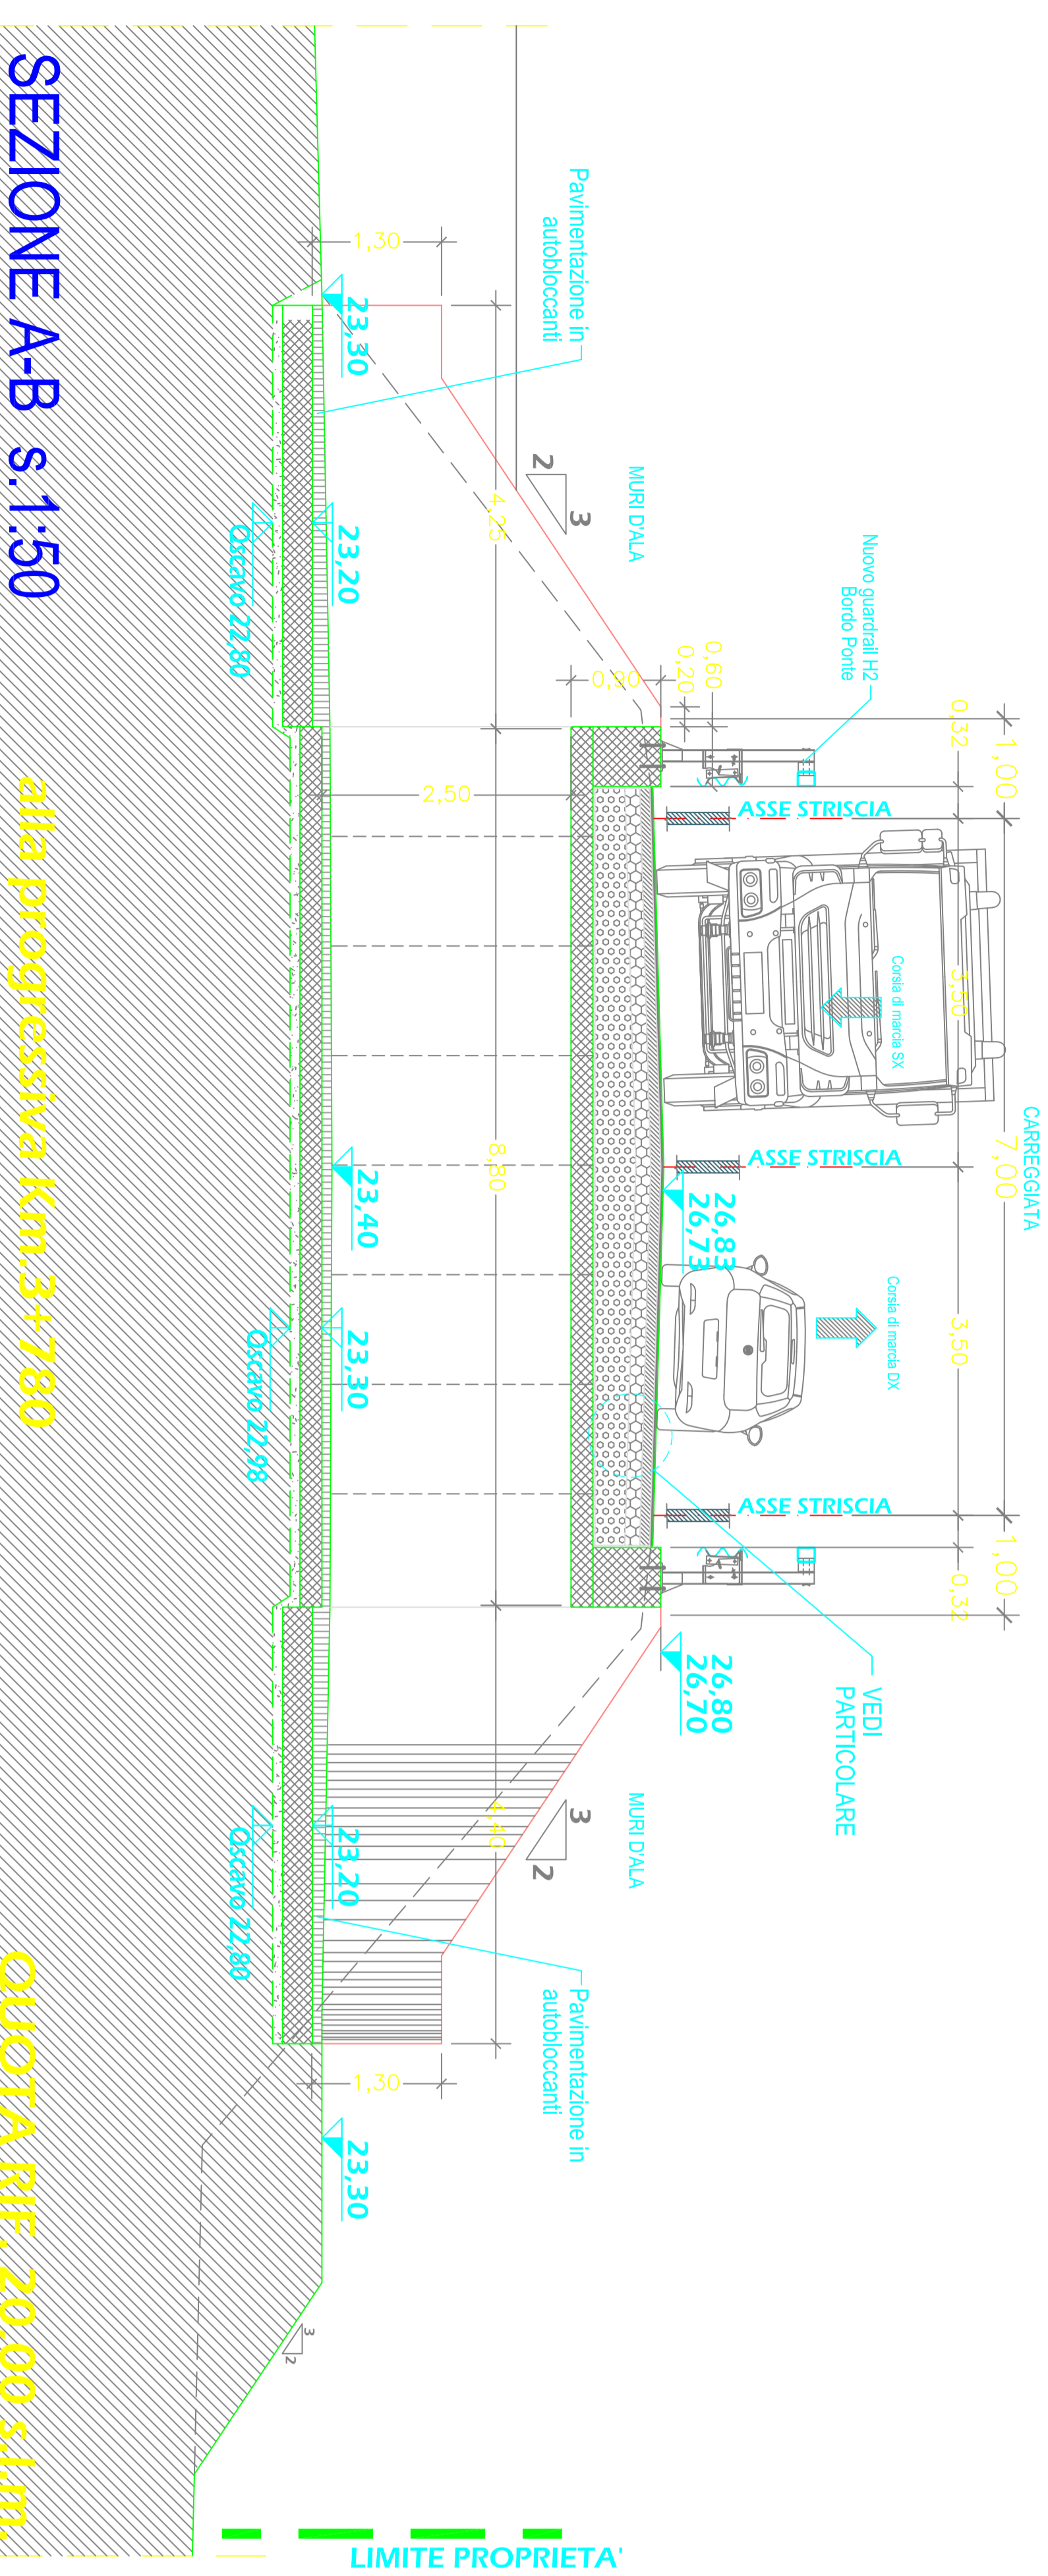 CARREGGIATA
1,00
7,00
1,00
0,32
3,50
3,50
0,32
Nuovo guardrail H2
Bordo Ponte
Corsia di marcia SX
Corsia di marcia DX
VEDI
PARTICOLARE
ASSE STRISCIA
ASSE STRISCIA
ASSE STRISCIA
0,60
0,20
0,90
26,83
26,73
26,80
26,70
MURI D'ALA
MURI D'ALA
3
2
3
2
Pavimentazione in
autobloccanti
Pavimentazione in
autobloccanti
4,25
8,80
4,40
2,50
1,30
1,30
23,30
23,20
23,40
23,30
23,20
23,30
Qscavo 22,80
Qscavo 22,98
Qscavo 22,80
3
2
LIMITE PROPRIETA'
SEZIONE A-B s.1:50
alla progressiva Km.3+780
QUOTA RIF. 20.00 s.l.m.